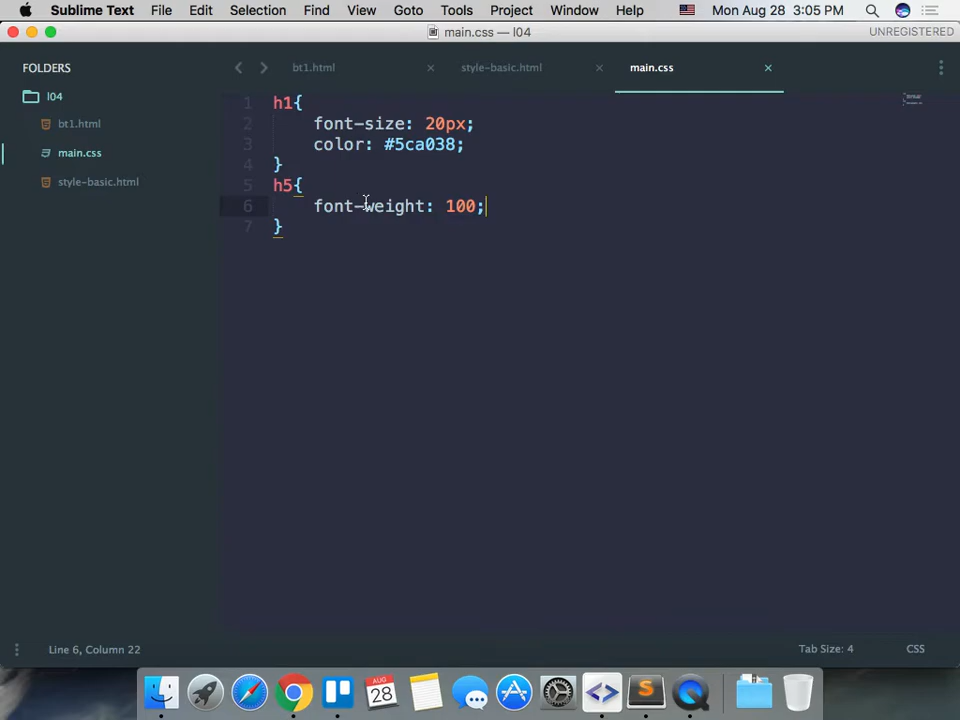 Sublime Text File Edit Selection Find View Goto Tools Project Window Help Mon Aug 28 3:05 PM
main.css — l04 UNREGISTERED
FOLDERS
l04
bt1.html
main.css
style-basic.html
bt1.html style-basic.html main.css
1 h1{
2 font-size: 20px;
3 color: #5ca038;
4 }
5 h5{
6 font-weight: 100;
7 }
Line 6, Column 22 Tab Size: 4 CSS
AUG
28